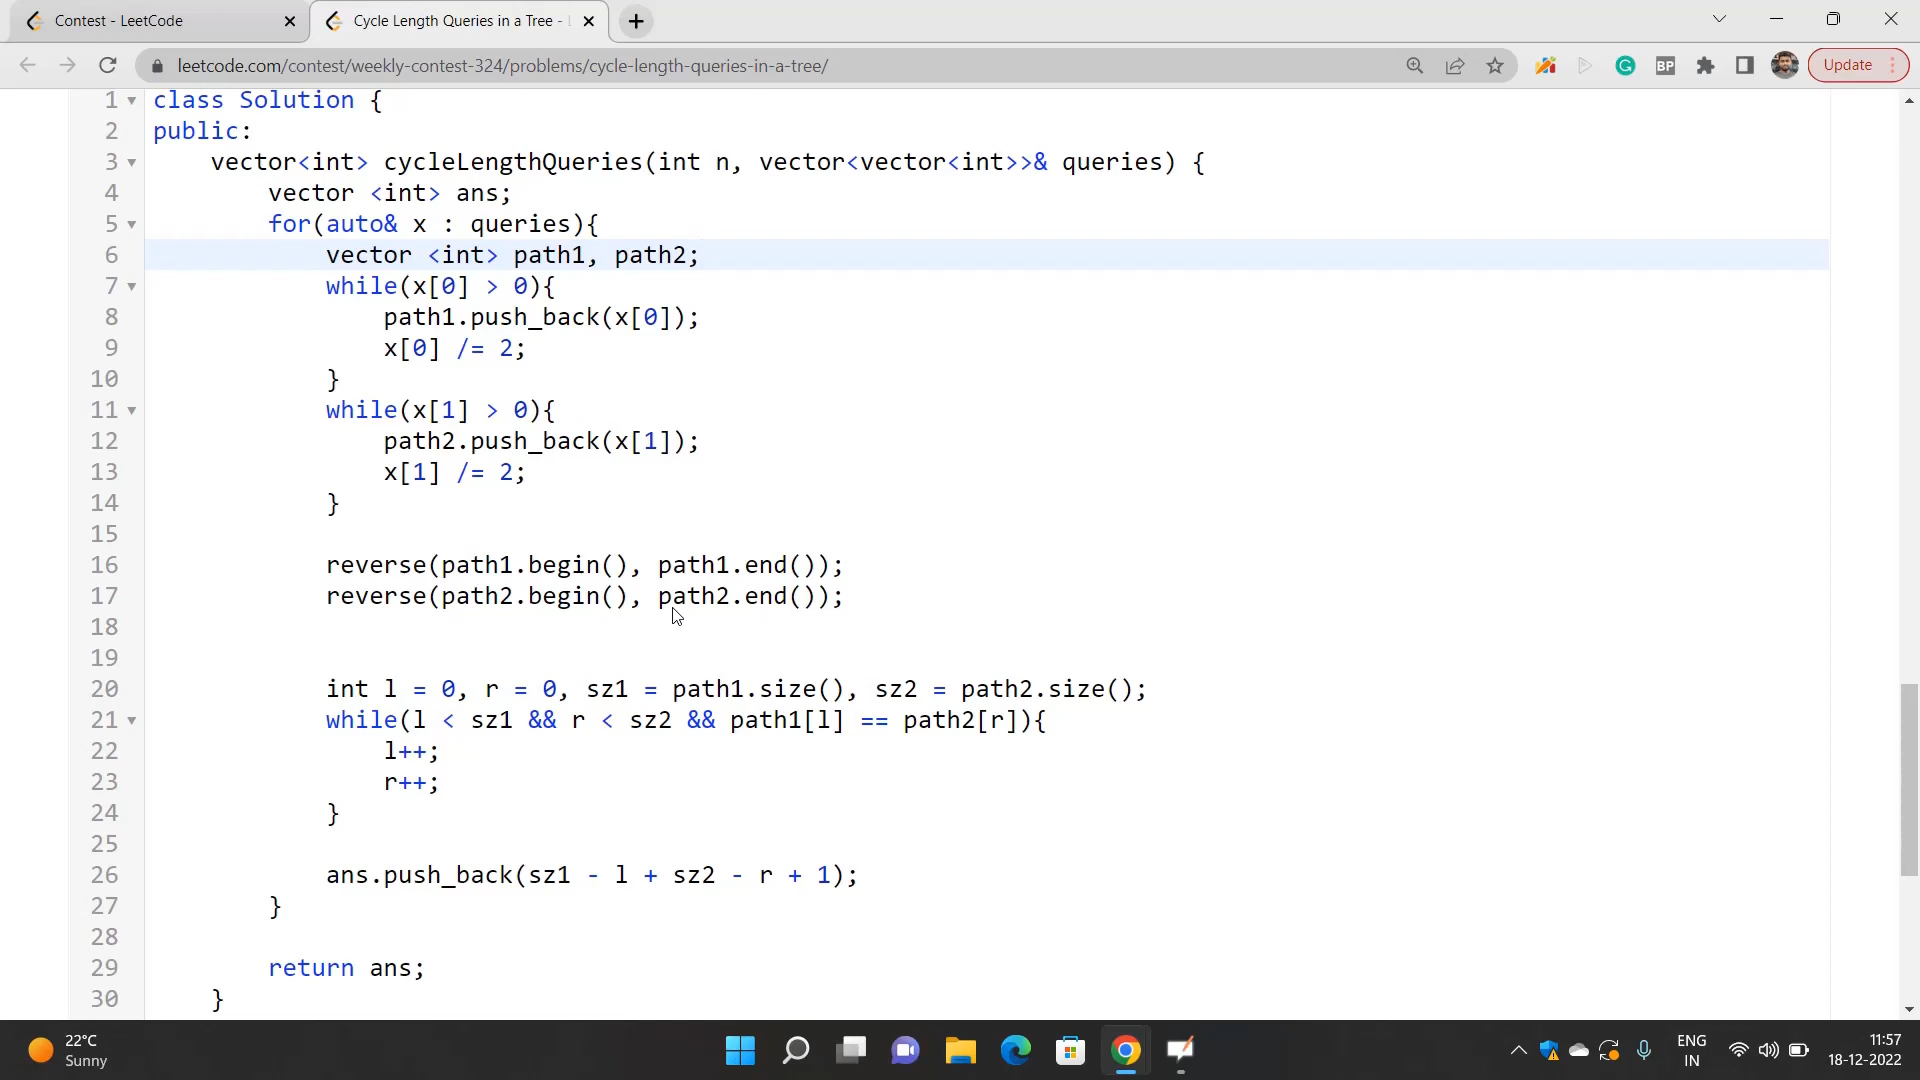 Contest - LeetCode
Cycle Length Queries in a Tree -
leetcode.com/contest/weekly-contest-324/problems/cycle-length-queries-in-a-tree/
BP
Update
1 class Solution {
2 public:
3 vector<int> cycleLengthQueries(int n, vector<vector<int>>& queries) {
4 vector <int> ans;
5 for(auto& x : queries){
6 vector <int> path1, path2;
7 while(x[0] > 0){
8 path1.push_back(x[0]);
9 x[0] /= 2;
10 }
11 while(x[1] > 0){
12 path2.push_back(x[1]);
13 x[1] /= 2;
14 }
15
16 reverse(path1.begin(), path1.end());
17 reverse(path2.begin(), path2.end());
18
19
20 int l = 0, r = 0, sz1 = path1.size(), sz2 = path2.size();
21 while(l < sz1 && r < sz2 && path1[l] == path2[r]){
22 l++;
23 r++;
24 }
25
26 ans.push_back(sz1 - l + sz2 - r + 1);
27 }
28
29 return ans;
30 }
22°C
Sunny
ENG
IN
11:57
18-12-2022